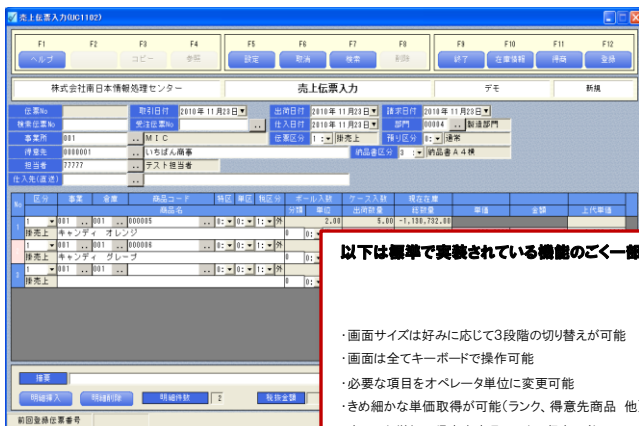 売上伝票入力(UC1102)
F1 F2 F3 F4 F5 F6 F7 F8 F9 F10 F11 F12
ヘルプ コピー 参照 設定 取消 検索 削除 終了 在庫情報 得商 登録
株式会社南日本情報処理センター 売上伝票入力 デモ 新規
伝票No 取引日付 2010年11月23日 出荷日付 2010年11月23日 請求日付 2010年11月23日
検索伝票No 受注伝票No .. 仕入日付 2010年11月23日 部門 00004 .. 製造部門
事業所 001 .. MIC 伝票区分 1: 掛売上 預り区分 0: 通常
得意先 0000001 .. いちばん商事 納品書区分 3: 納品書A4横
担当者 77777 .. テスト担当者
仕入先(直送)
No 区分 事業 倉庫 商品コード 特区 単区 税区分 ボール入数 ケース入数 現在在庫
商品名 分類 単位 出荷数量 総数量 単価 金額 上代単価
1 1 001 .. 001 .. 000005 .. 0: 0: 1: 外 2.00 5.00 -1,138,732.00
掛売上 キャンディ オレンジ 0 0:
1 001 .. 001 .. 000006 .. 0: 0: 1: 外
掛売上 キャンディ グレープ 0 0:
3 1 001 .. 001 .. .. 0: 0: 1: 外
掛売上 0 0:
以下は標準で実装されている機能のごく一部
・画面サイズは好みに応じて3段階の切り替えが可能
・画面は全てキーボードで操作可能
・必要な項目をオペレータ単位に変更可能
・きめ細かな単価取得が可能(ランク、得意先商品 他)
摘要
明細挿入 明細削除 明細件数 2 税抜金額
前回登録伝票番号